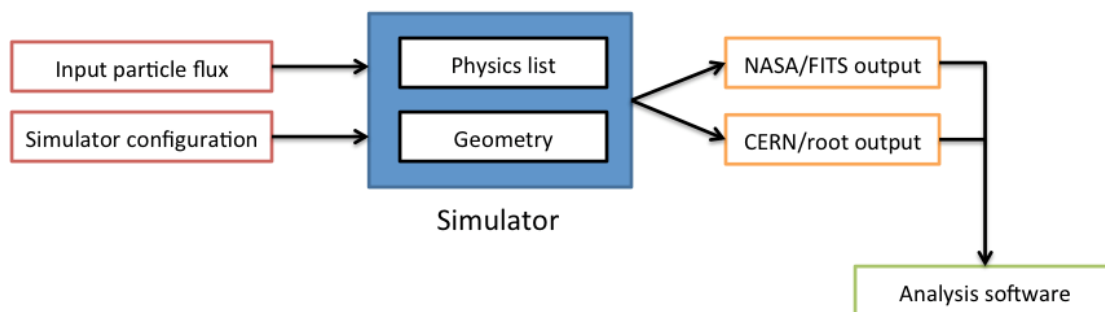 Input particle flux
Simulator configuration
Physics list
Geometry
Simulator
NASA/FITS output
CERN/root output
Analysis software